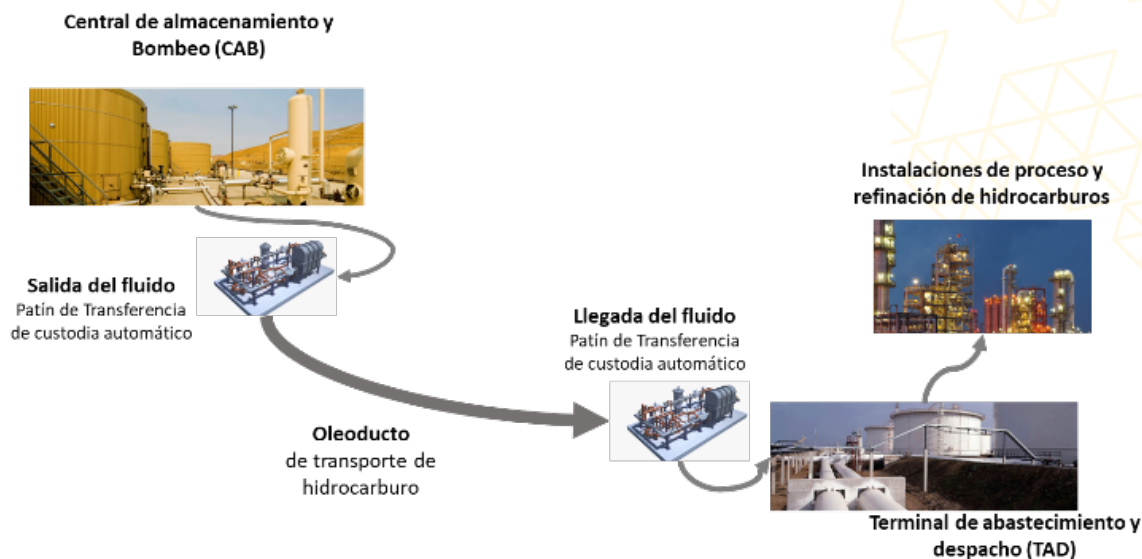 Central de almacenamiento y
Bombeo (CAB)
Salida del fluido
Patín de Transferencia
de custodia automático
Oleoducto
de transporte de
hidrocarburo
Llegada del fluido
Patín de Transferencia
de custodia automático
Instalaciones de proceso y
refinación de hidrocarburos
Terminal de abastecimiento y
despacho (TAD)